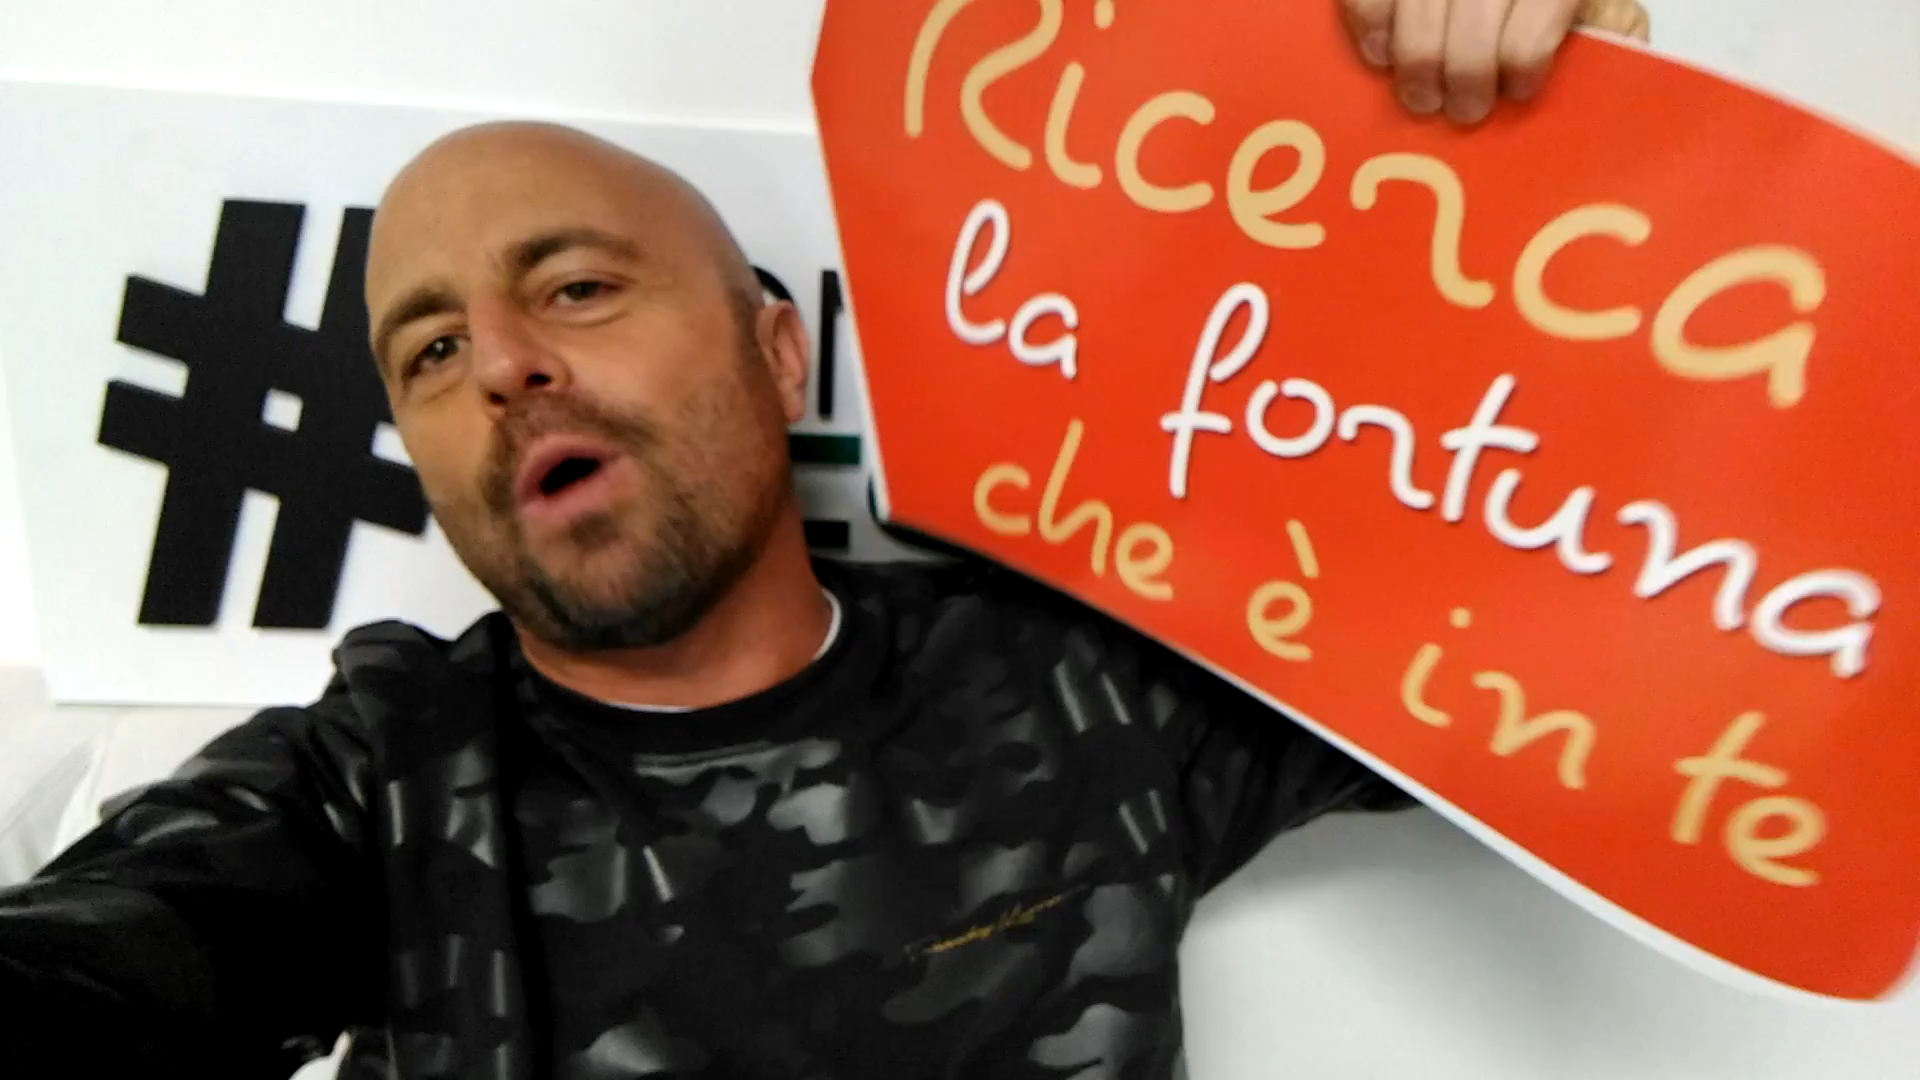 #
Ricerca
la fortuna
che è in te